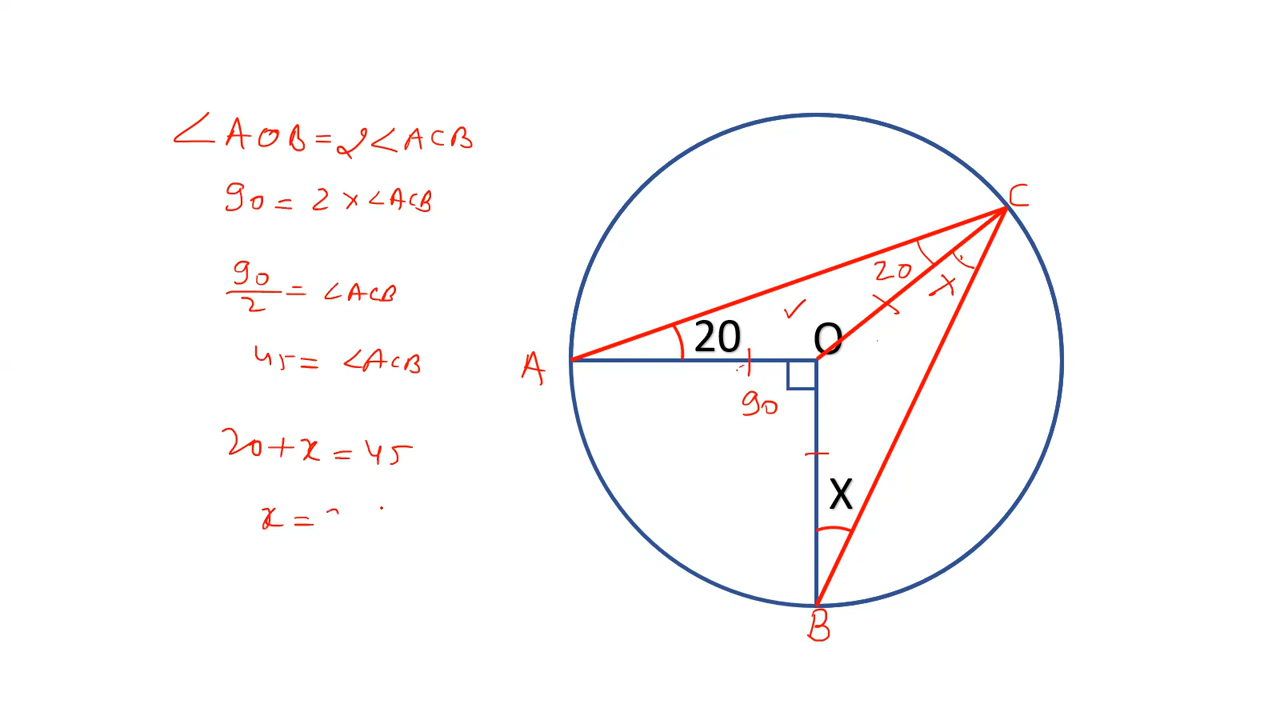 ∠AOB=2∠ACB
90 = 2 × ∠ACB
90/2 = ∠ACB
45 = ∠ACB
20+x = 45
x =
C
20
x
20
O
A
90
X
B